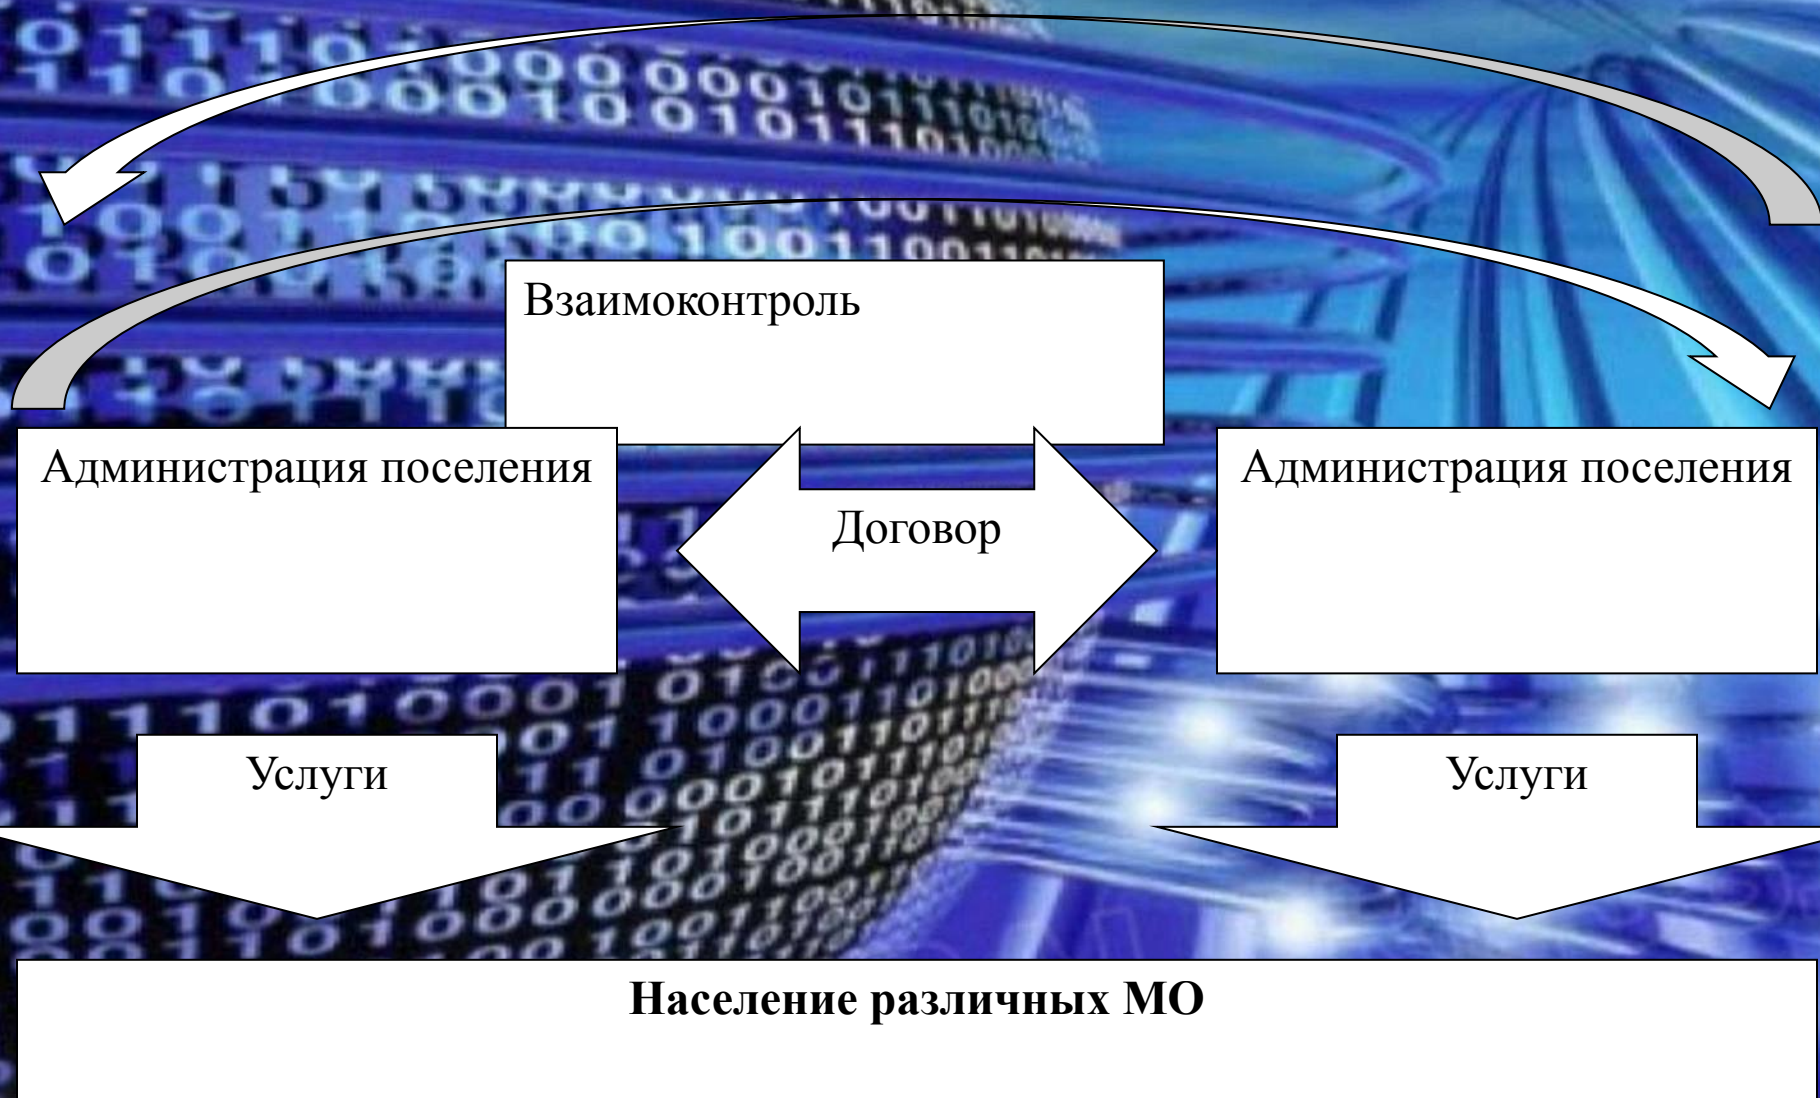 Взаимоконтроль
Администрация поселения
Договор
Администрация поселения
Услуги
Услуги
Население различных МО